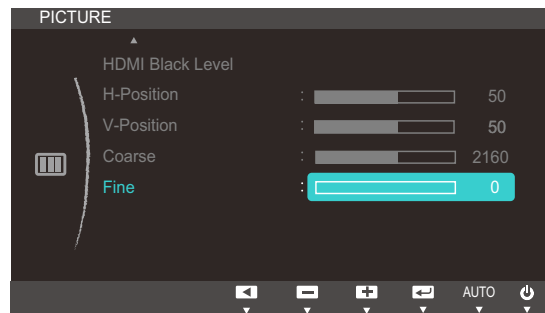 PICTURE
HDMI Black Level
H-Position : 50
V-Position : 50
Coarse : 2160
Fine : 0
AUTO